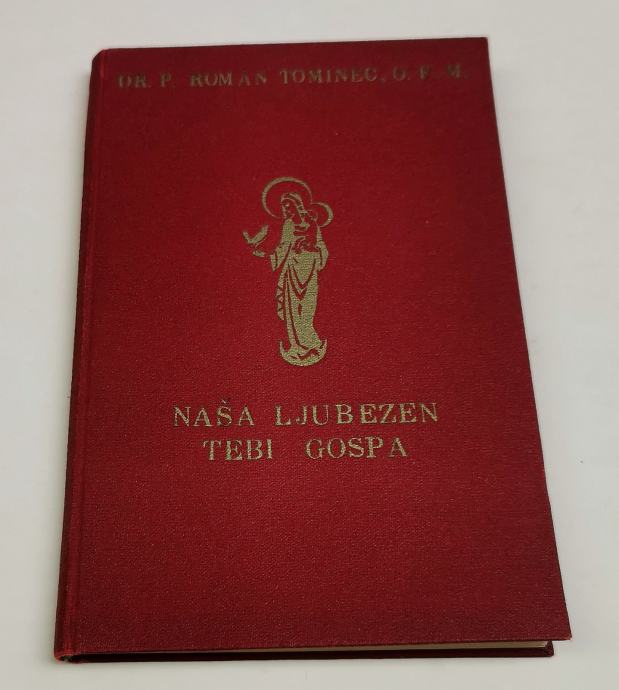 DR. P. ROMAN TOMINEC, O. F. M.
NAŠA LJUBEZEN
TEBI GOSPA